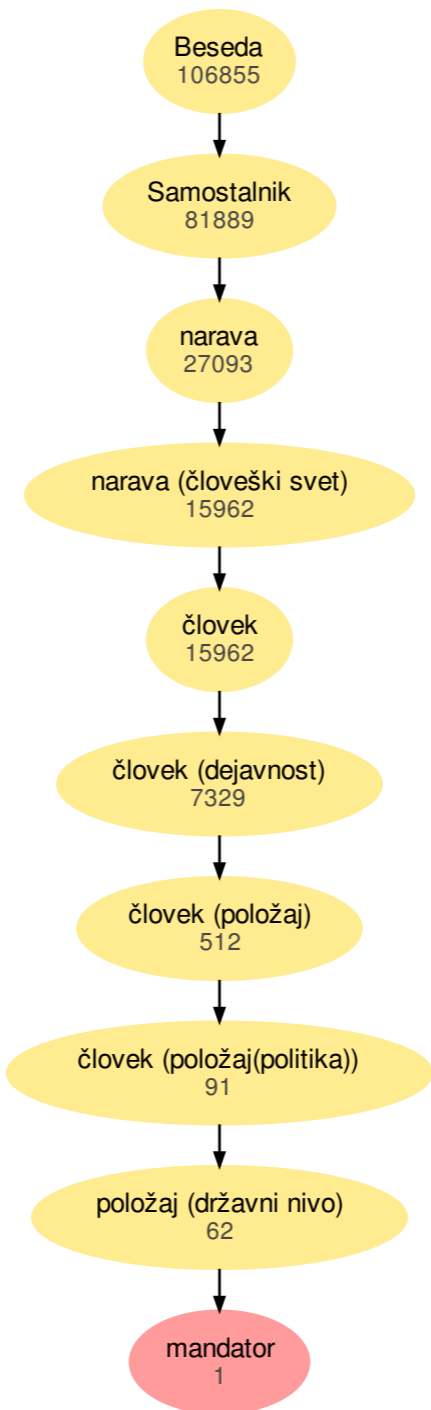 Beseda
106855
Samostalnik
81889
narava
27093
narava (človeški svet)
15962
človek
15962
človek (dejavnost)
7329
človek (položaj)
512
človek (položaj(politika))
91
položaj (državni nivo)
62
mandator
1